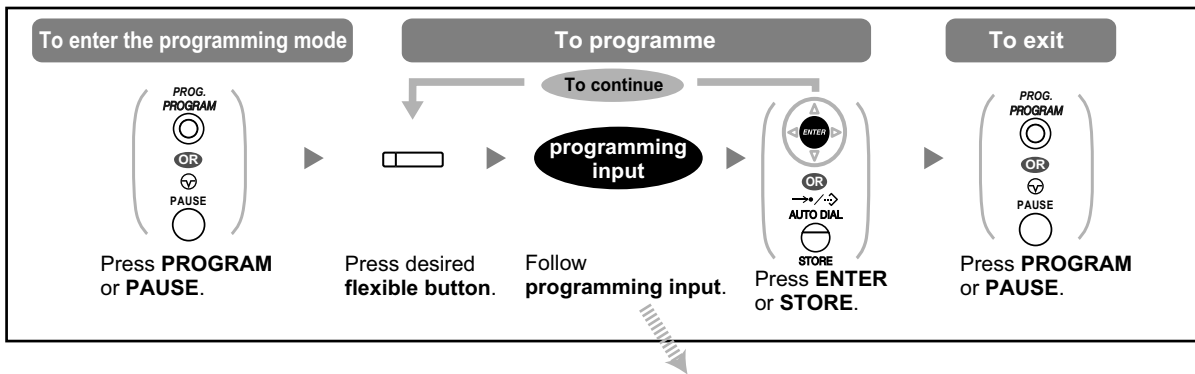 To enter the programming mode
To programme
To exit
To continue
PROG.
PROGRAM
OR
PAUSE
programming
input
ENTER
OR
AUTO DIAL
STORE
PROG.
PROGRAM
OR
PAUSE
Press PROGRAM
or PAUSE.
Press desired
flexible button.
Follow
programming input.
Press ENTER
or STORE.
Press PROGRAM
or PAUSE.